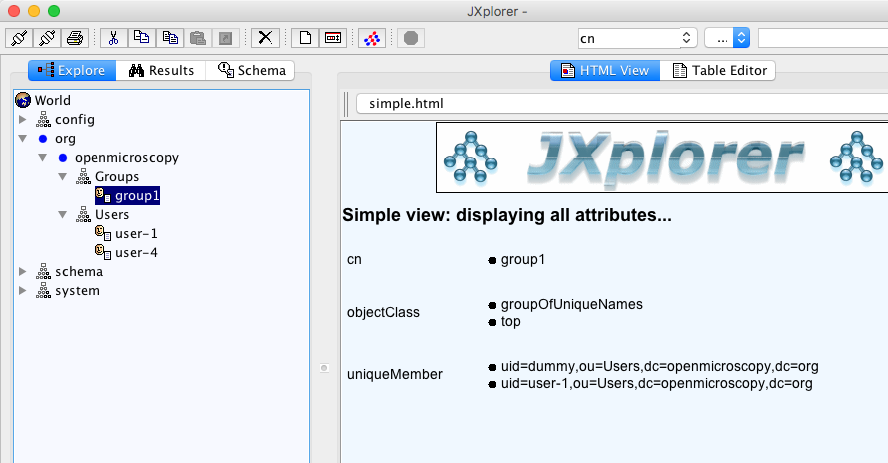 JXplorer -
cn
...
Explore
Results
Schema
HTML View
Table Editor
World
config
org
openmicroscopy
Groups
group1
Users
user-1
user-4
schema
system
simple.html
JXplorer
Simple view: displaying all attributes...
cn
group1
objectClass
groupOfUniqueNames
top
uniqueMember
uid=dummy,ou=Users,dc=openmicroscopy,dc=org
uid=user-1,ou=Users,dc=openmicroscopy,dc=org